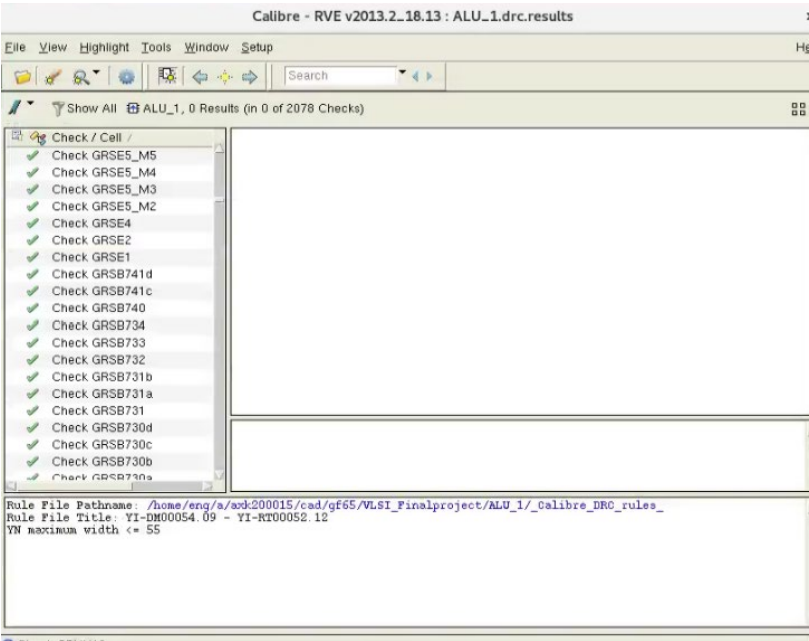 Calibre - RVE v2013.2_18.13 : ALU_1.drc.results
File View Highlight Tools Window Setup
Search
Show All ALU_1, 0 Results (in 0 of 2078 Checks)
Check / Cell /
Check GRSE5_M5
Check GRSE5_M4
Check GRSE5_M3
Check GRSE5_M2
Check GRSE4
Check GRSE2
Check GRSE1
Check GRSB741d
Check GRSB741c
Check GRSB740
Check GRSB734
Check GRSB733
Check GRSB732
Check GRSB731b
Check GRSB731a
Check GRSB731
Check GRSB730d
Check GRSB730c
Check GRSB730b
Check GRSB730a
Rule File Pathname: /home/eng/a/axk200015/cad/gf65/VLSI_Finalproject/ALU_1/_Calibre_DRC_rules_
Rule File Title: YI-DM00054.09 - YI-RT00052.12
YN maximum width <= 55